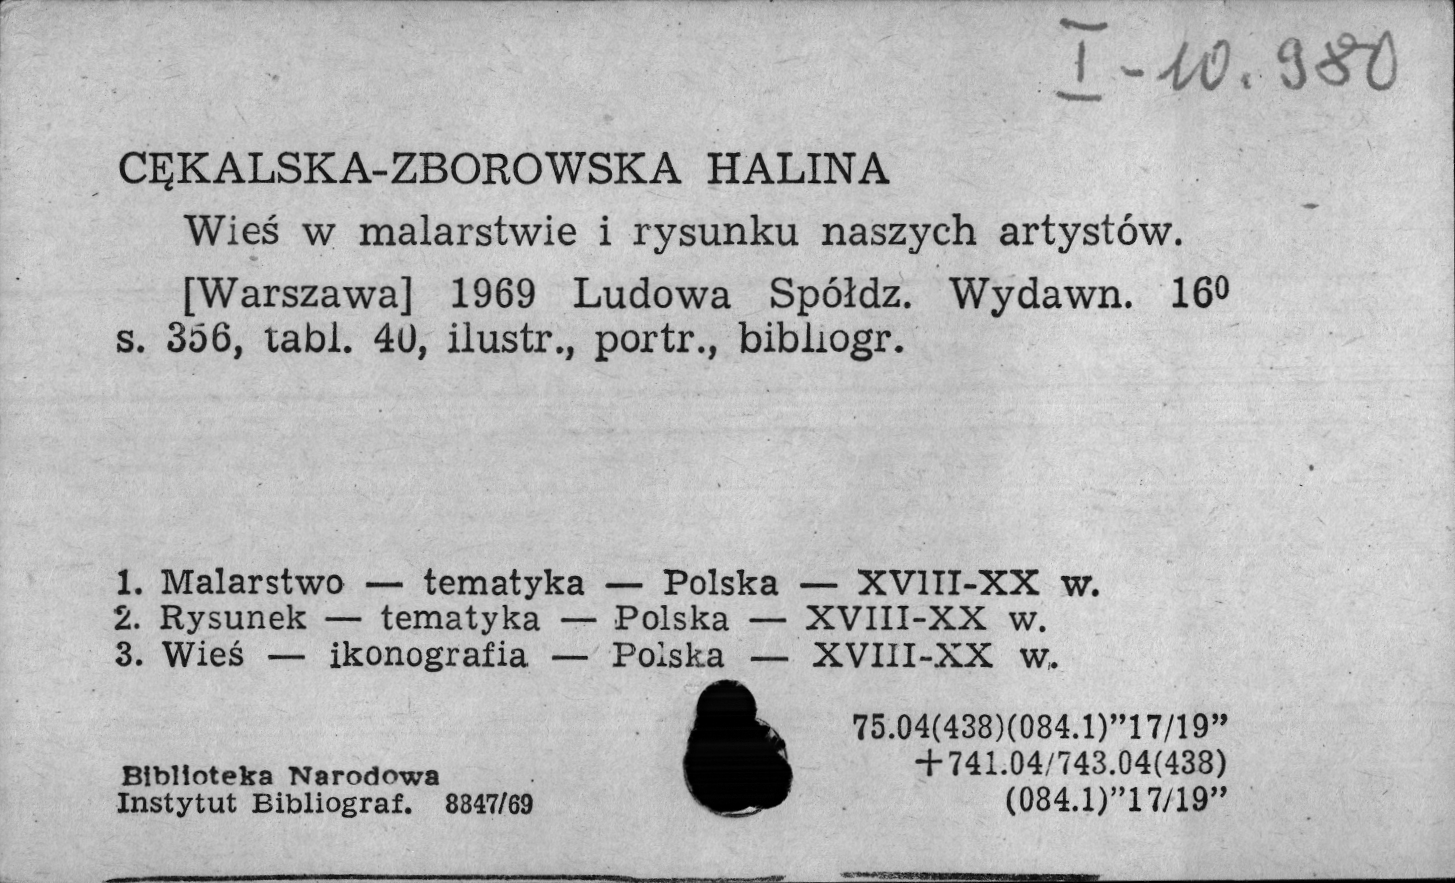 I-10.980
CĘKALSKA-ZBOROWSKA HALINA
Wieś w malarstwie i rysunku naszych artystów.
[Warszawa] 1969 Ludowa Spółdz. Wydawn. 16⁰
s. 356, tabl. 40, ilustr., portr., bibliogr.
1. Malarstwo — tematyka — Polska — XVIII-XX w.
2. Rysunek — tematyka — Polska — XVIII-XX w.
3. Wieś — ikonografia — Polska — XVIII-XX w.
75.04(438)(084.1)”17/19”
+741.04/743.04(438)
(084.1)”17/19”
Biblioteka Narodowa
Instytut Bibliograf. 8847/69